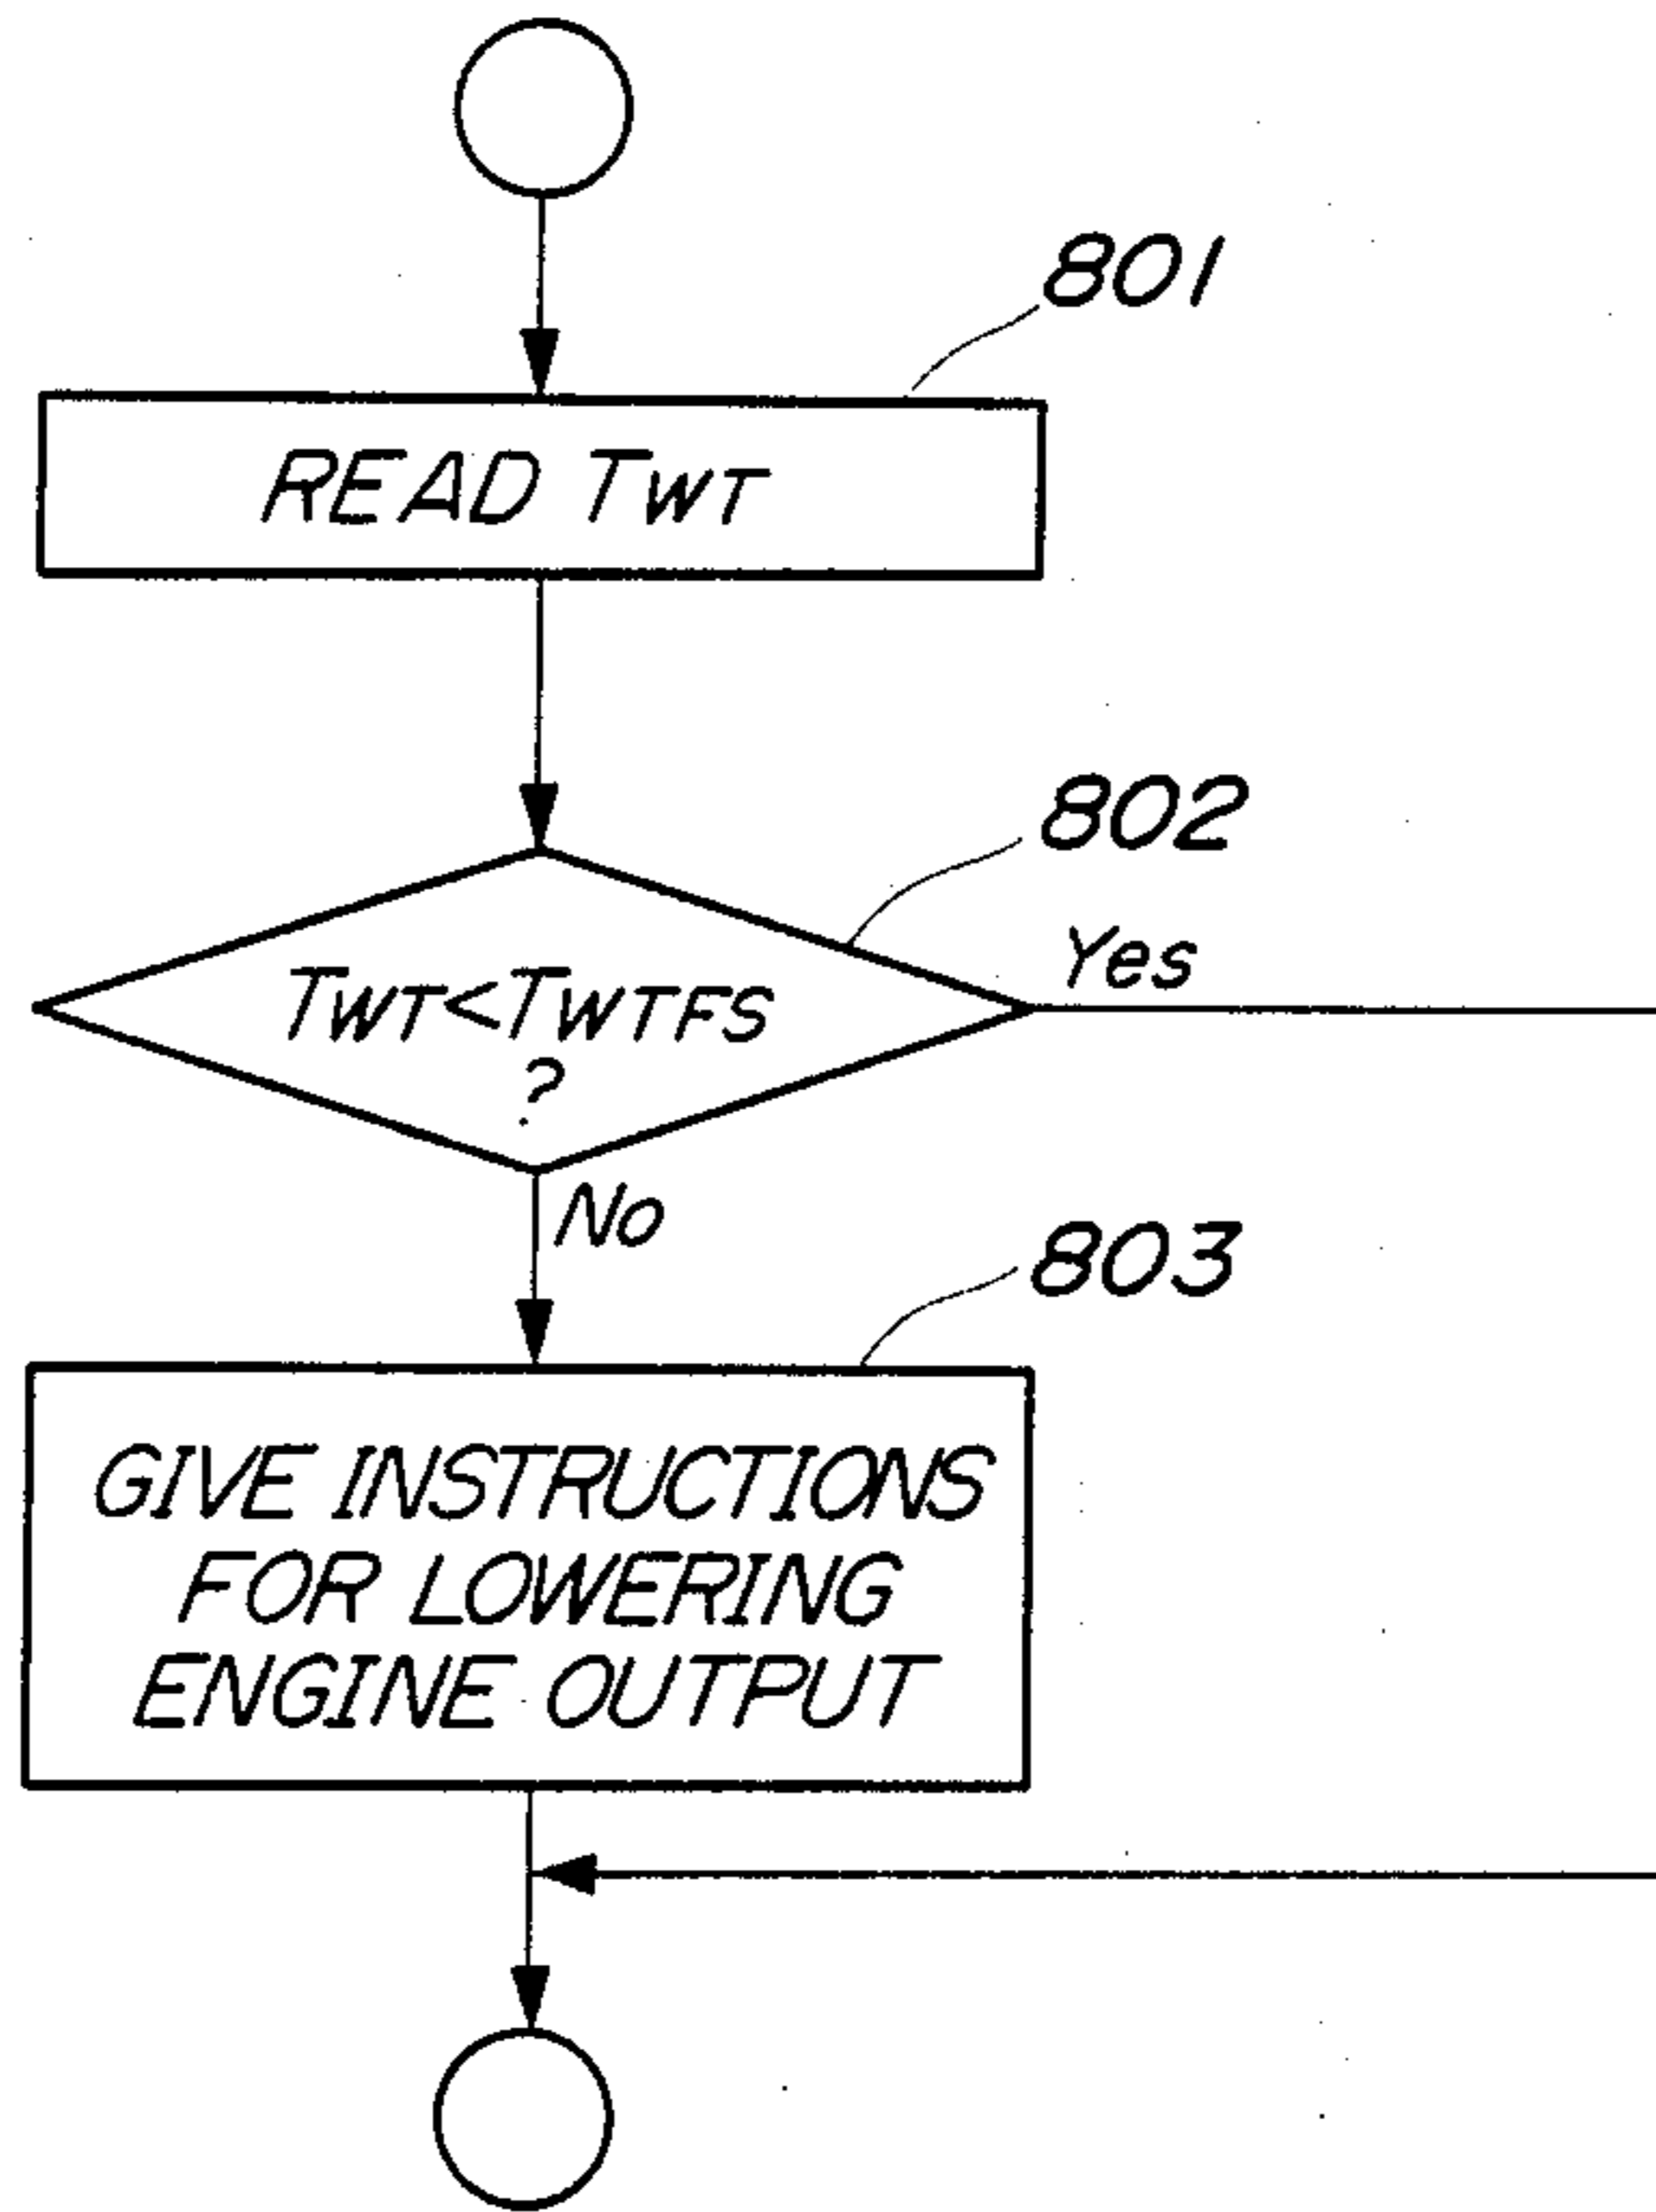 801
READ TWT
802
Yes
TWT<TWTFS
?
No
803
GIVE INSTRUCTIONS
FOR LOWERING
ENGINE OUTPUT